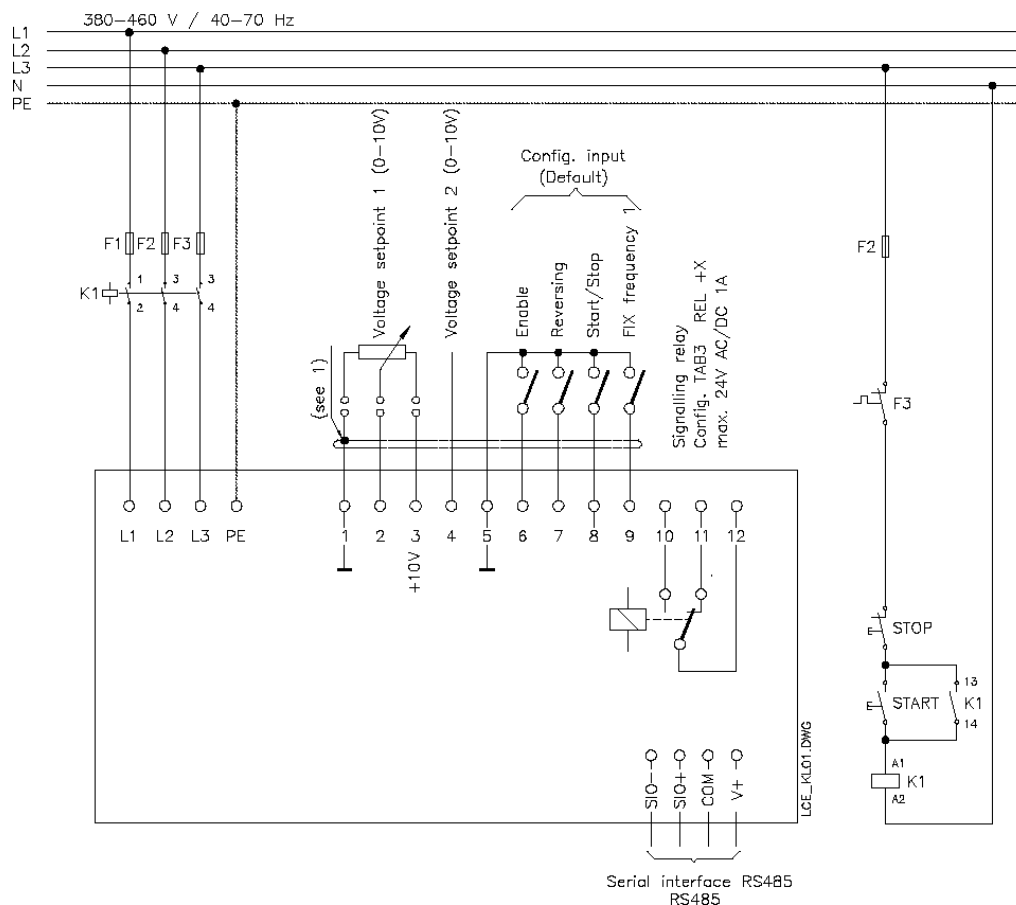 380-460 V / 40-70 Hz
L1
L2
L3
N
PE
F1
F2
F3
K1
1
2
3
4
3
4
(see 1)
Voltage setpoint 1 (0-10V)
Voltage setpoint 2 (0-10V)
Config. input
(Default)
Enable
Reversing
Start/Stop
FIX frequency 1
Signalling relay
Config. TAB3 REL +X
max. 24V AC/DC 1A
F2
F3
L1
L2
L3
PE
1
2
3
4
5
6
7
8
9
10
11
12
+10V
STOP
START
13
K1
14
A1
K1
A2
SIO-
SIO+
COM
V+
LCE_KL01.DWG
Serial interface RS485
RS485